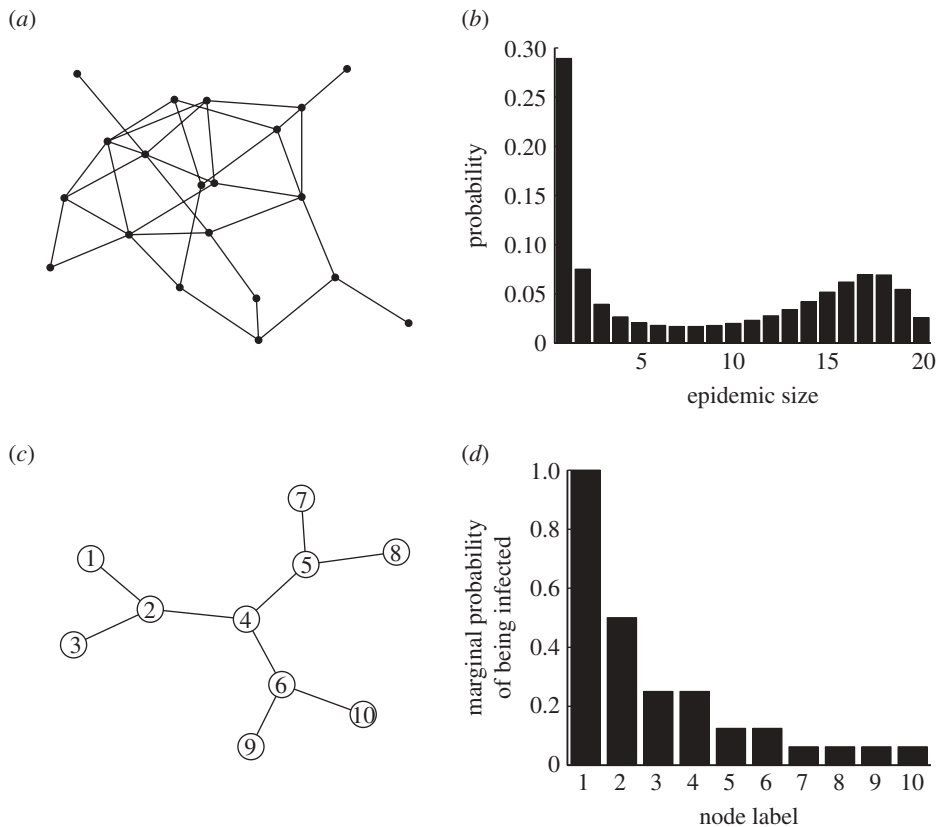 (a)
(b)
0.30
0.25
0.20
0.15
0.10
0.05
0
probability
5 10 15 20
epidemic size
(c)
7
8
1
5
2
4
3
6
10
9
(d)
1.0
0.8
0.6
0.4
0.2
0
marginal probability
of being infected
1 2 3 4 5 6 7 8 9 10
node label